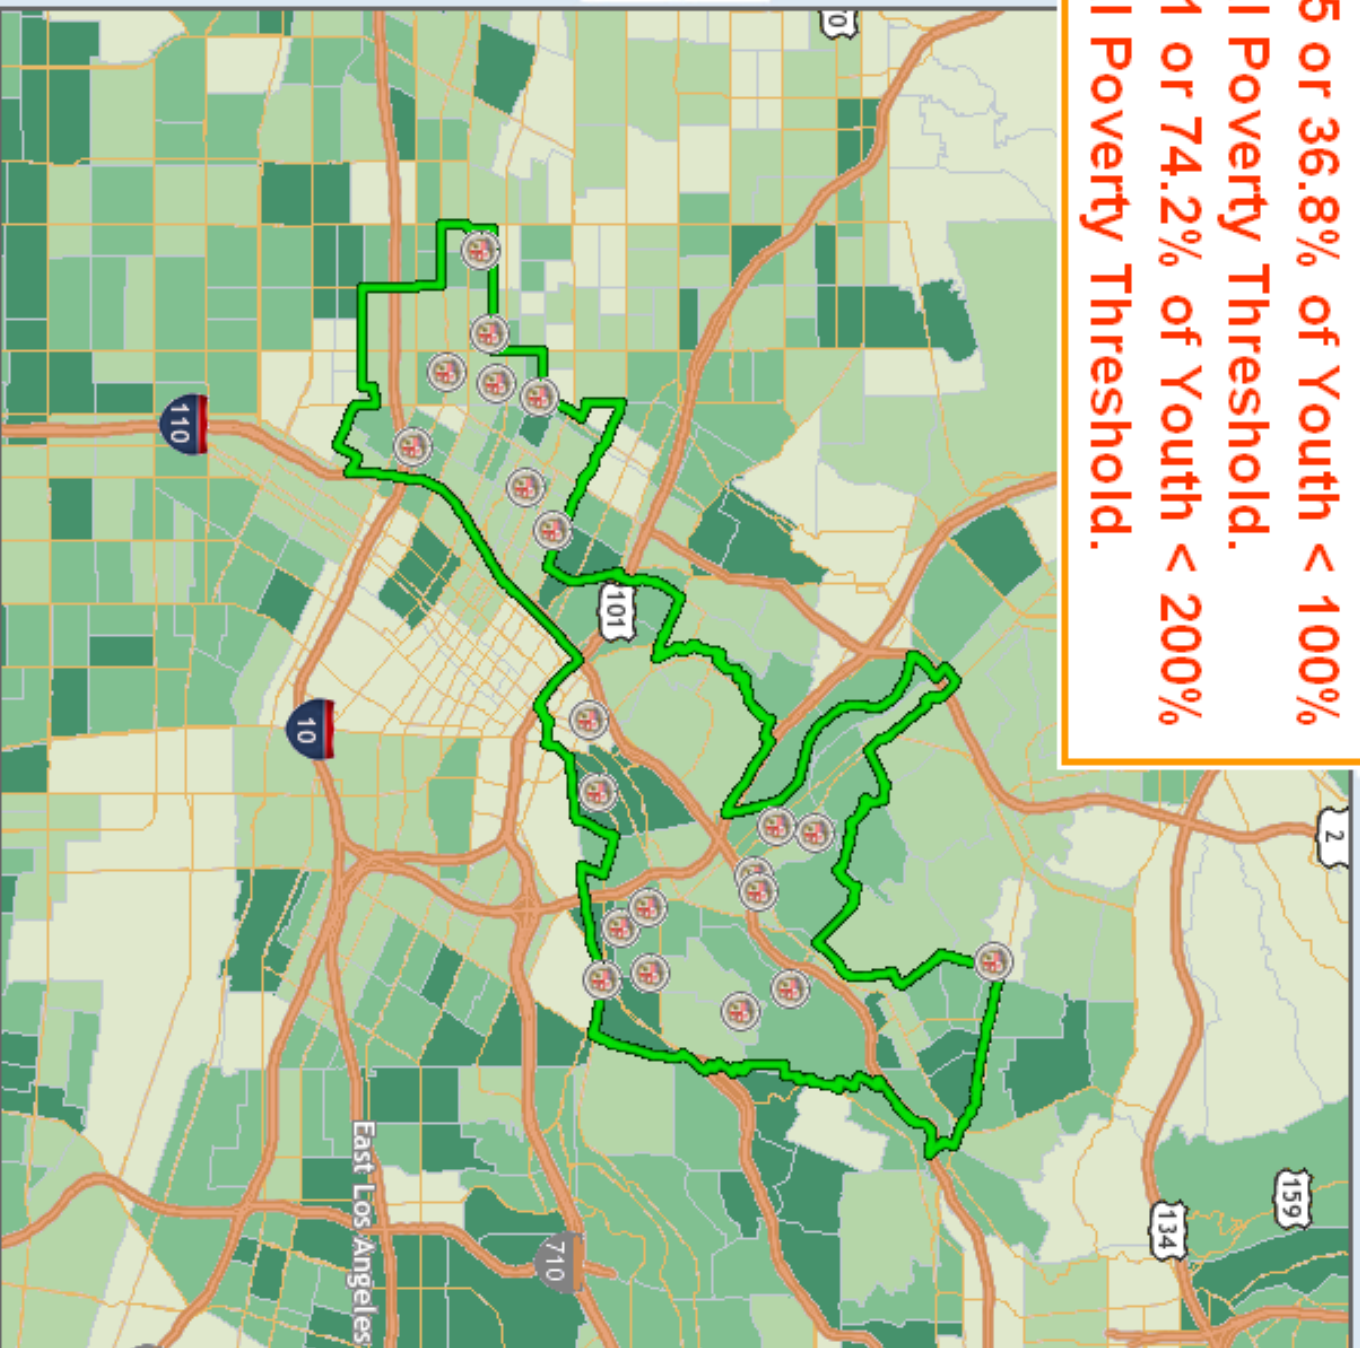 5 or 36.8% of Youth < 100%
l Poverty Threshold.
or 74.2% of Youth < 200%
l Poverty Threshold.
2
159
134
101
110
10
710
East Los Angeles